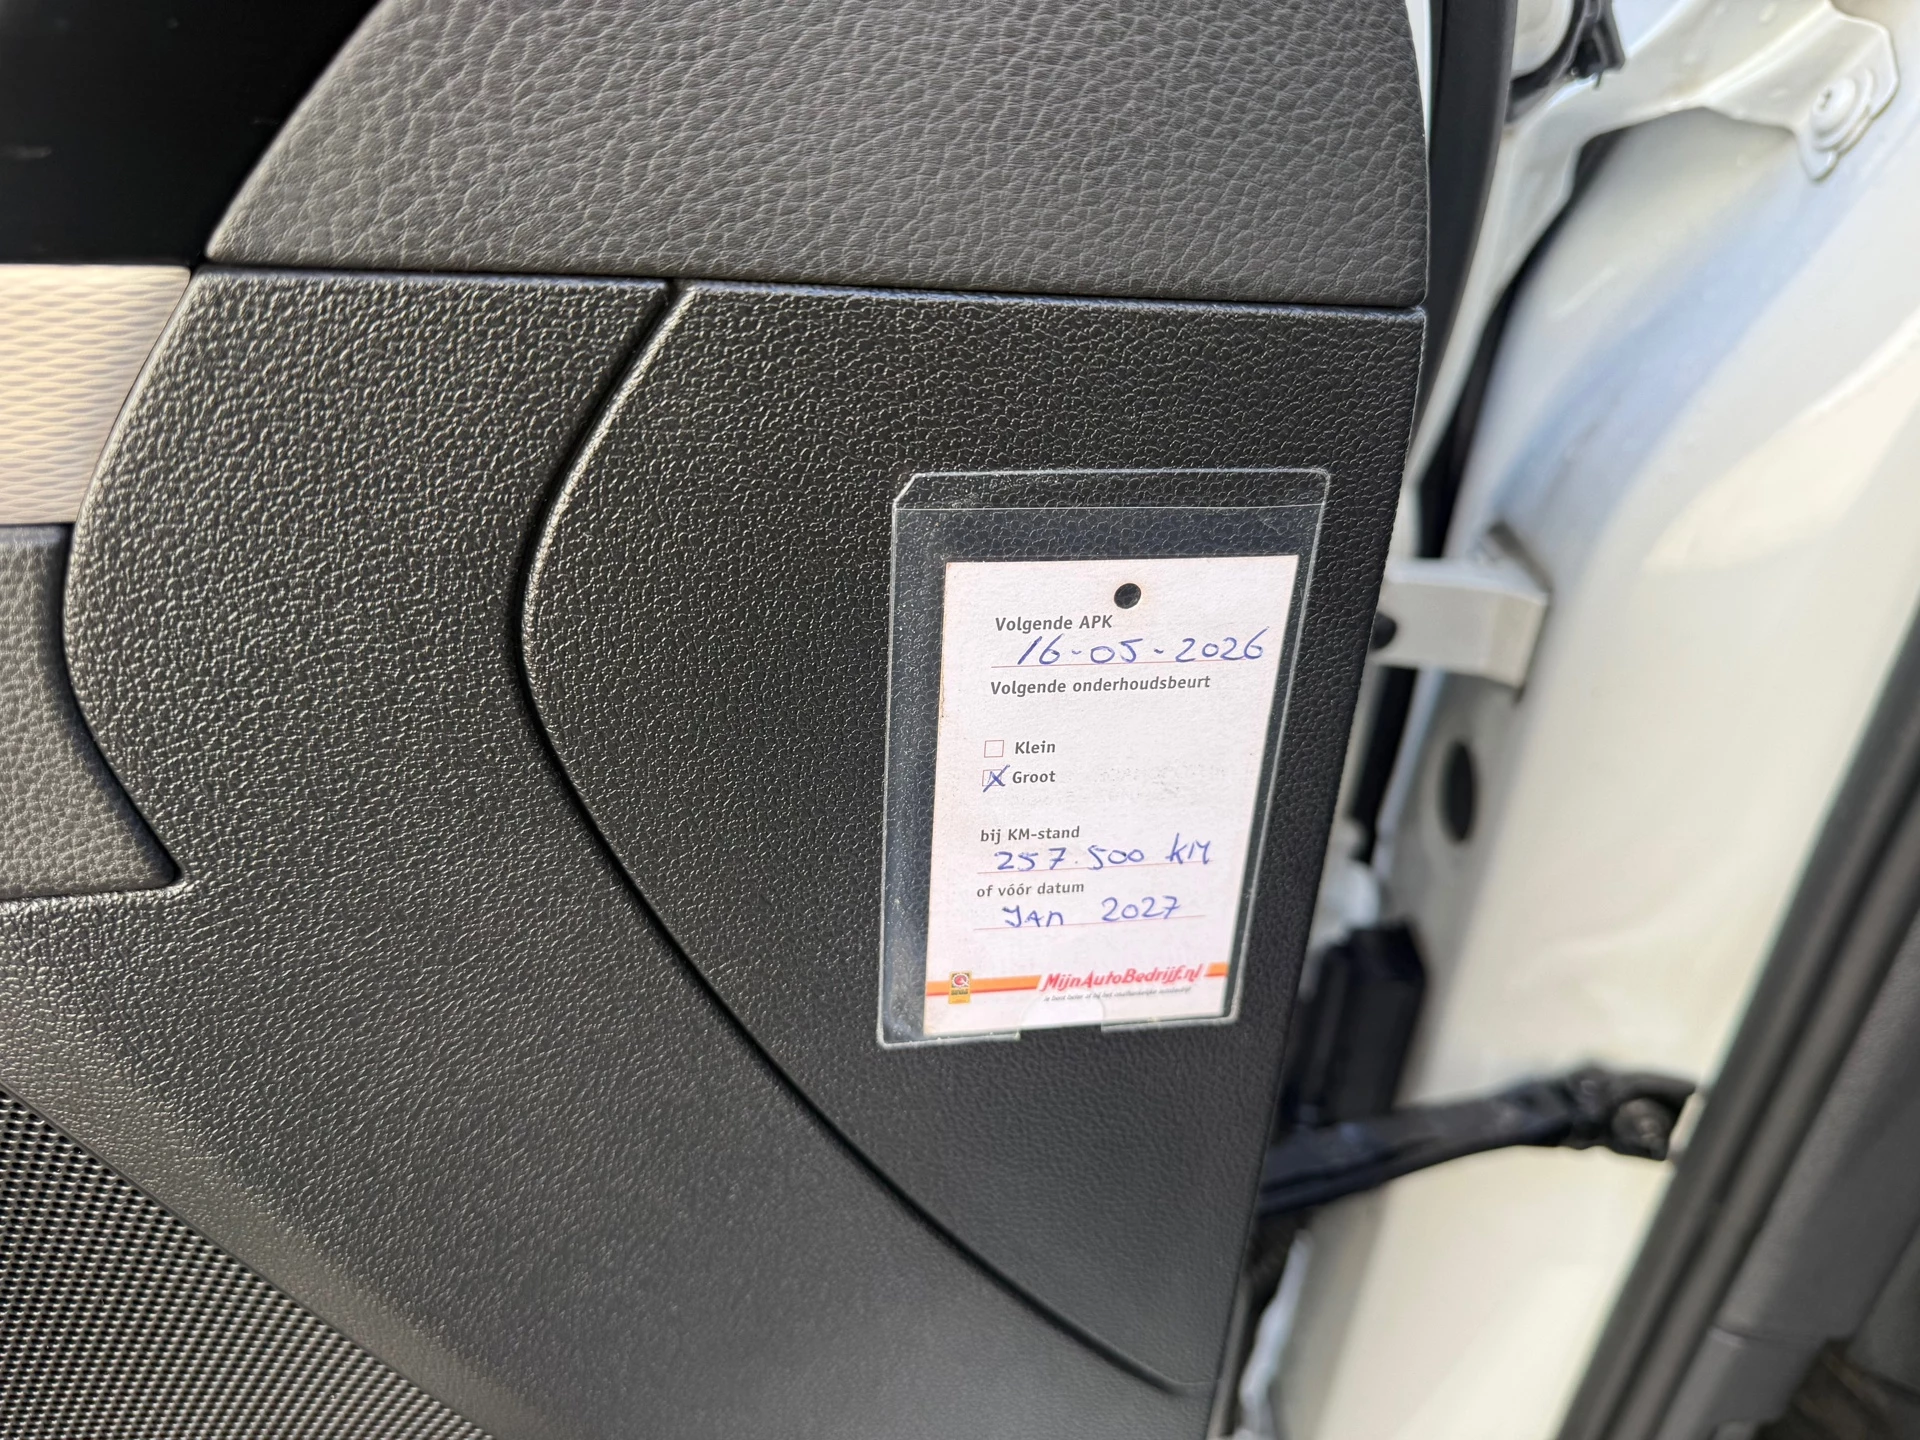 Volgende APK
16-05-2026
Volgende onderhoudsbeurt
Klein
Groot
bij KM-stand
257.500 KM
of vóór datum
JAN 2027
MijnAutoBedrijf.nl